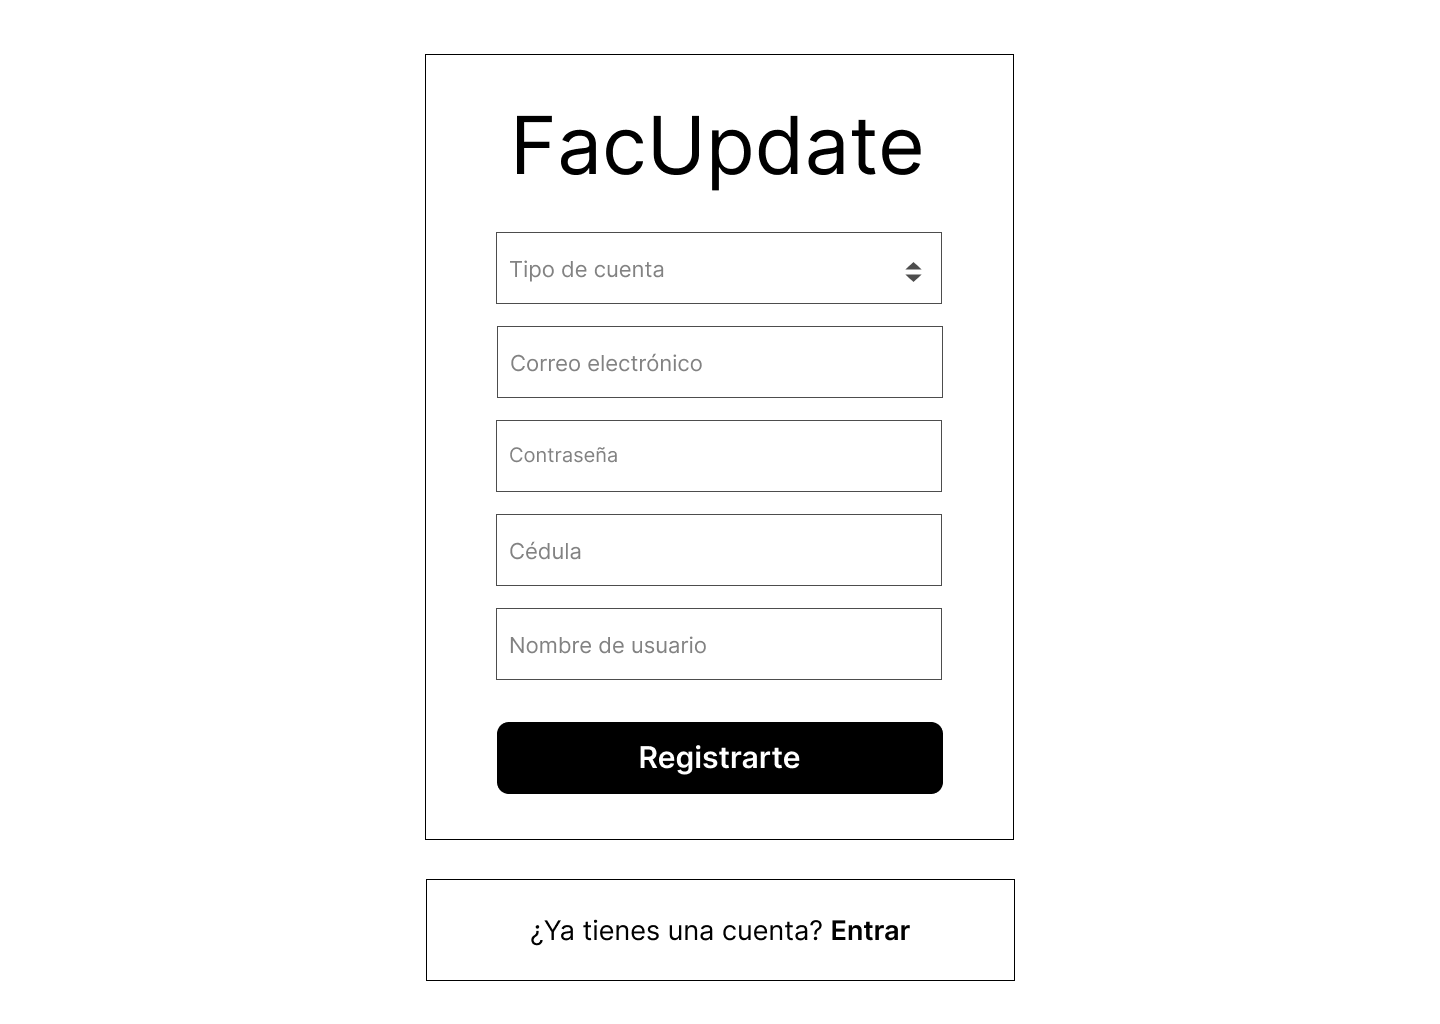 FacUpdate
Tipo de cuenta
Correo electrónico
Contraseña
Cédula
Nombre de usuario
Registrarte
¿Ya tienes una cuenta? Entrar